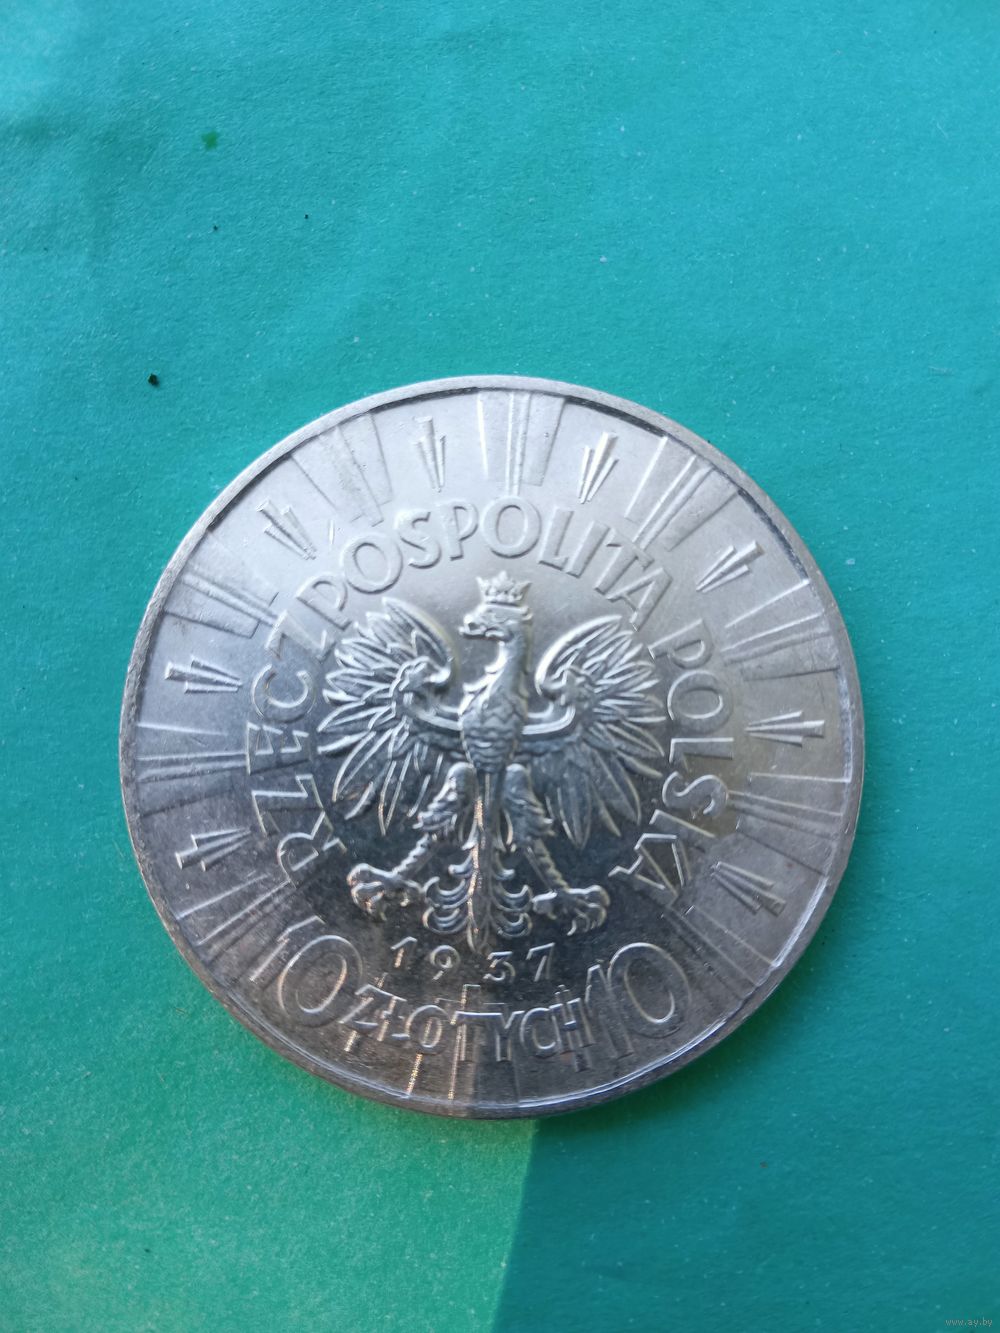 RZECZPOSPOLITA POLSKA
1937
10 ZŁOTYCH 10
www.ay.by